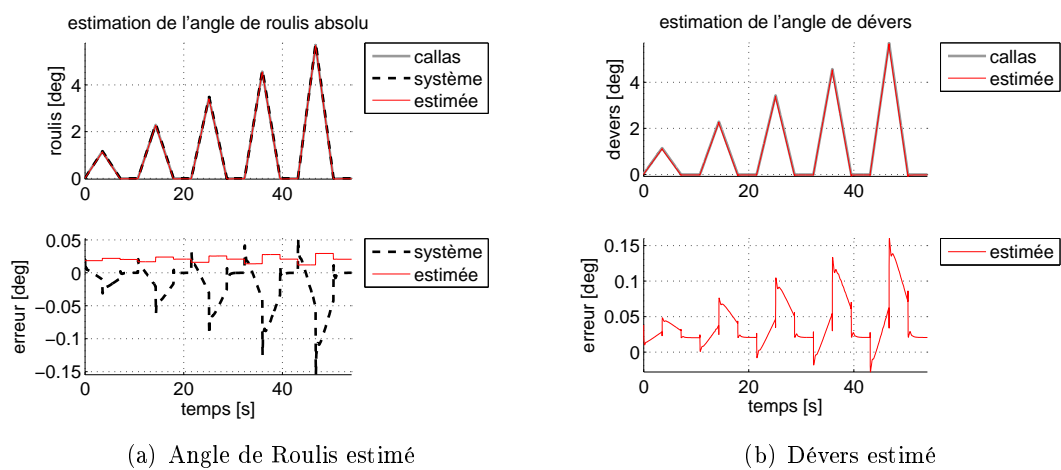 estimation de l'angle de roulis absolu
roulis [deg]
4
2
0
0
20
40
callas
système
estimée
erreur [deg]
0.05
0
−0.05
−0.1
−0.15
0
20
40
temps [s]
système
estimée
(a) Angle de Roulis estimé
estimation de l'angle de dévers
devers [deg]
4
2
0
0
20
40
callas
estimée
erreur [deg]
0.15
0.10
0.05
0
0
20
40
temps [s]
estimée
(b) Dévers estimé